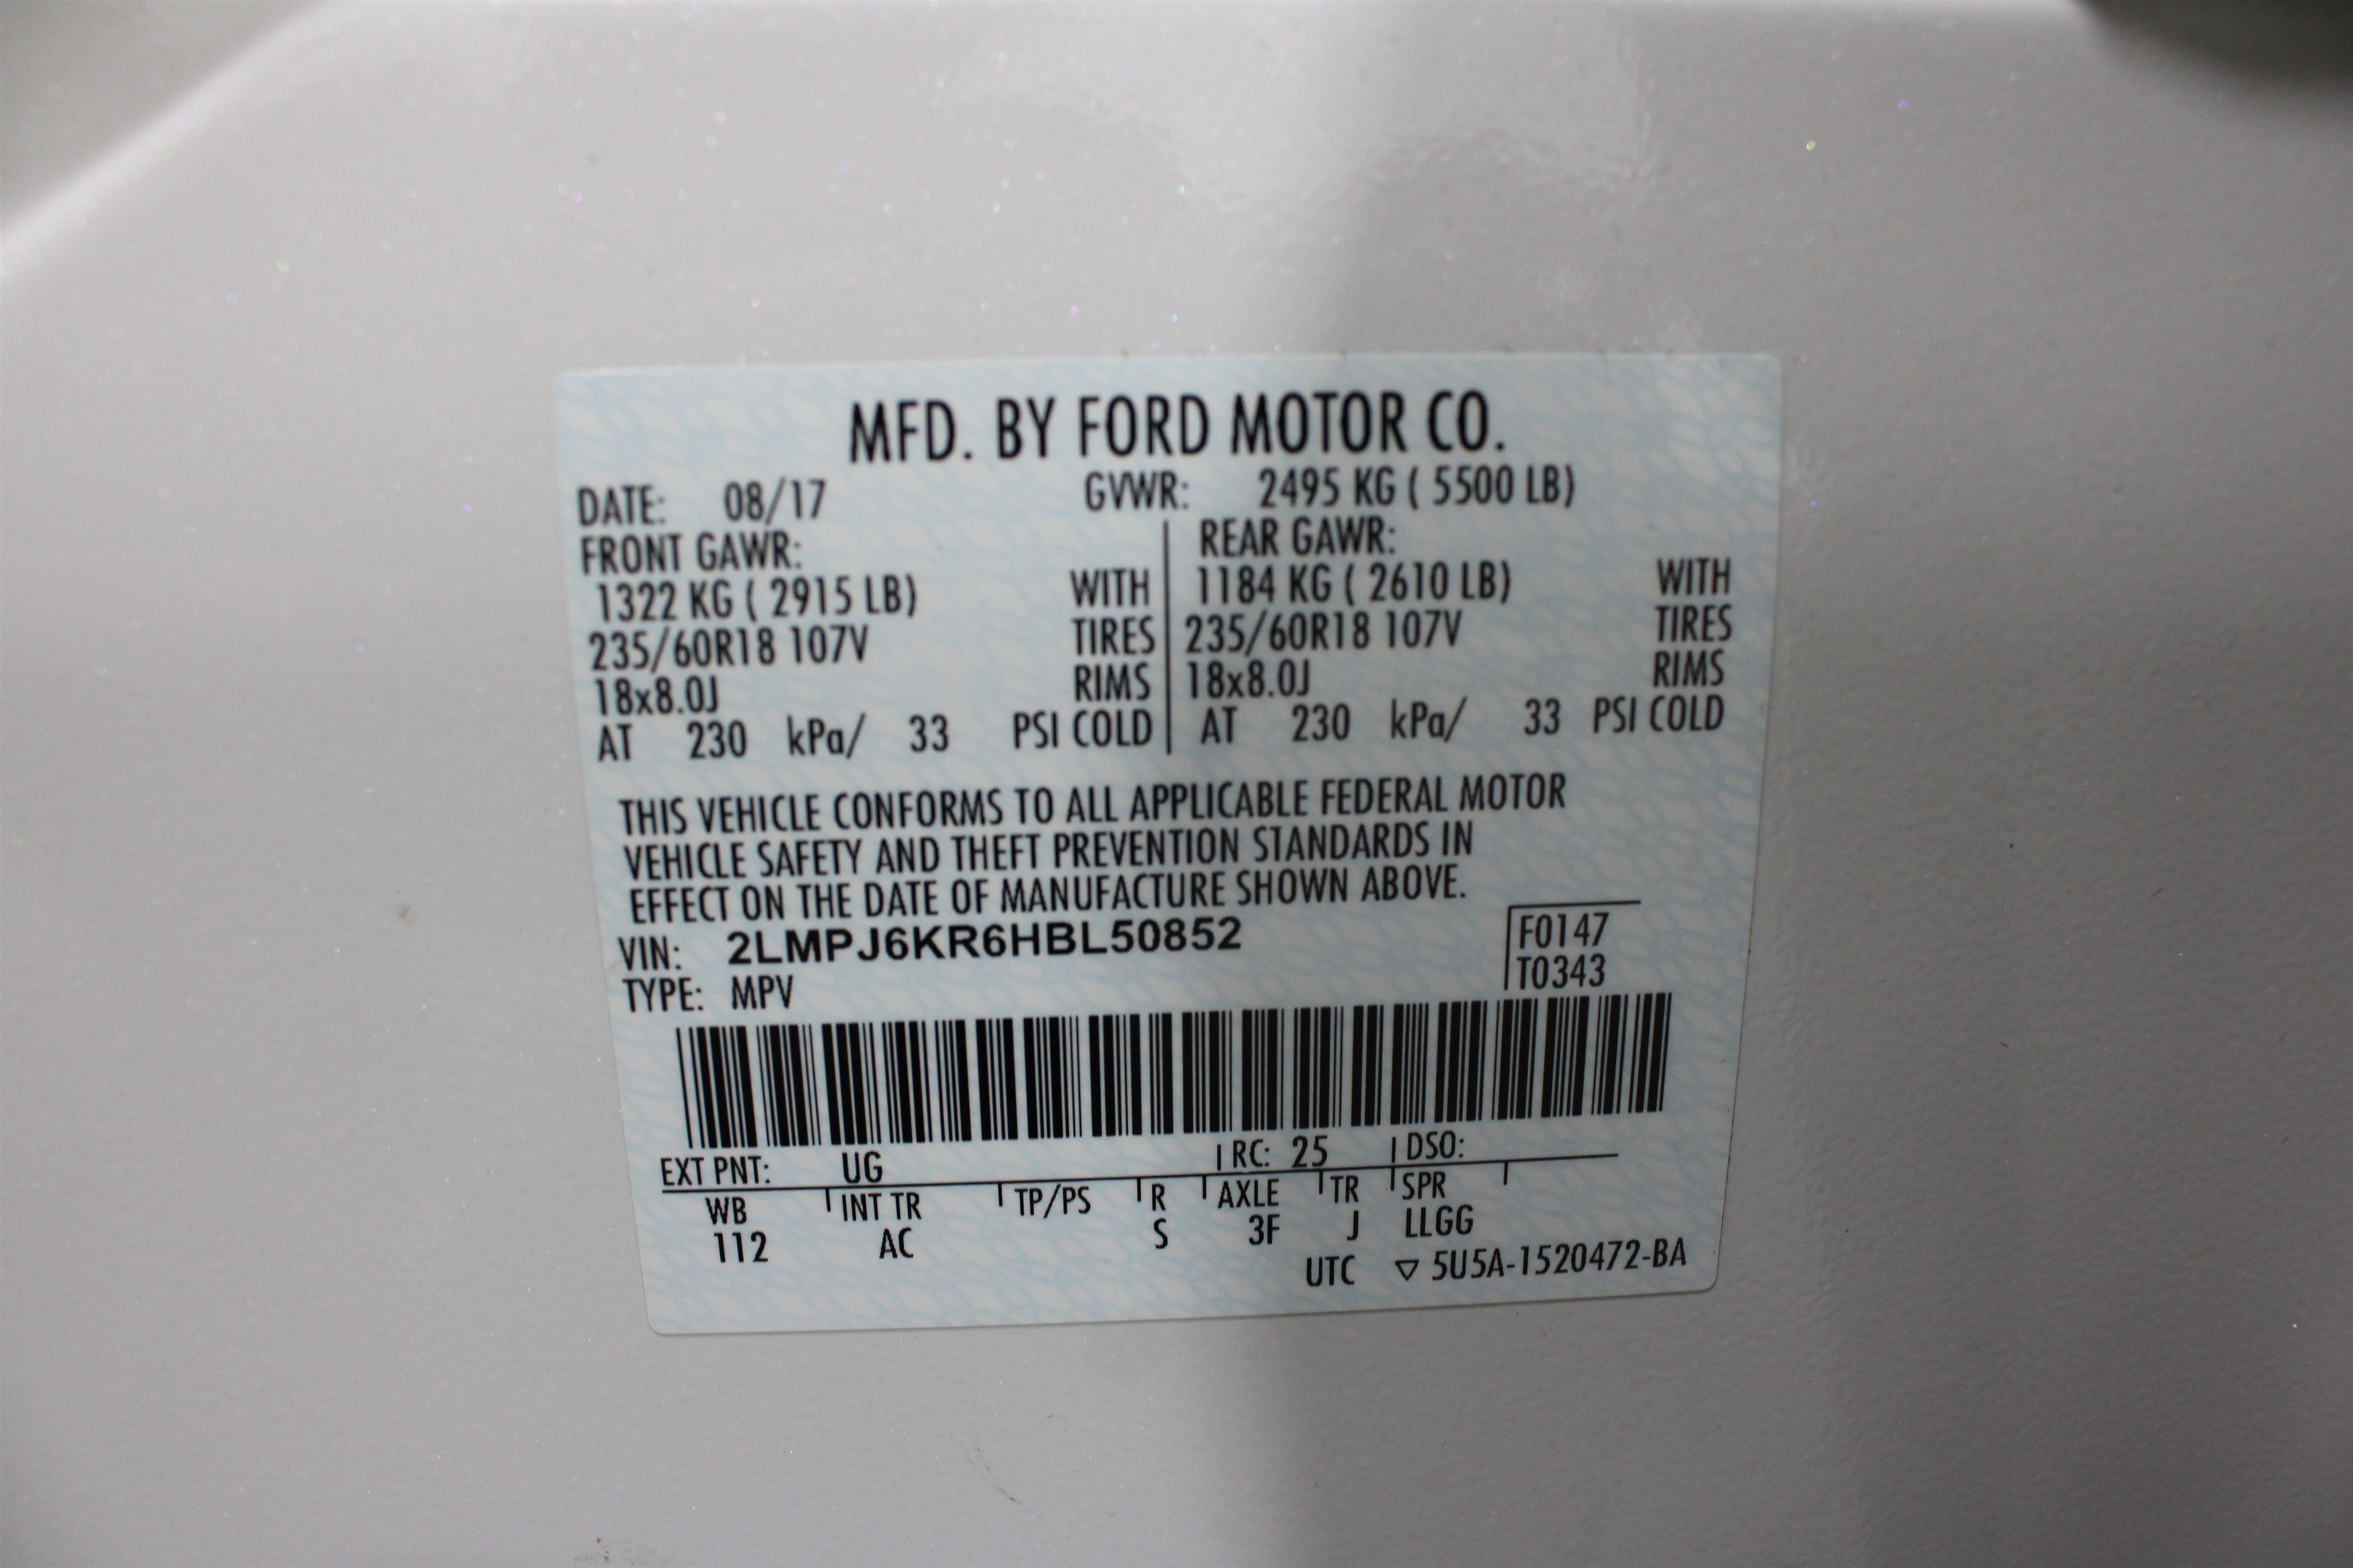 MFD. BY FORD MOTOR CO.
DATE: 08/17 GVWR: 2495 KG ( 5500 LB)
FRONT GAWR: REAR GAWR:
1322 KG ( 2915 LB) WITH 1184 KG ( 2610 LB) WITH
235/60R18 107V TIRES 235/60R18 107V TIRES
18x8.0J RIMS 18x8.0J RIMS
AT 230 kPa/ 33 PSI COLD AT 230 kPa/ 33 PSI COLD
THIS VEHICLE CONFORMS TO ALL APPLICABLE FEDERAL MOTOR
VEHICLE SAFETY AND THEFT PREVENTION STANDARDS IN
EFFECT ON THE DATE OF MANUFACTURE SHOWN ABOVE.
VIN: 2LMPJ6KR6HBL50852 F0147
TYPE: MPV T0343
EXT PNT: UG RC: 25 DSO:
WB INT TR TP/PS R AXLE TR SPR
112 AC S 3F J LLGG
UTC ▽ 5U5A-1520472-BA